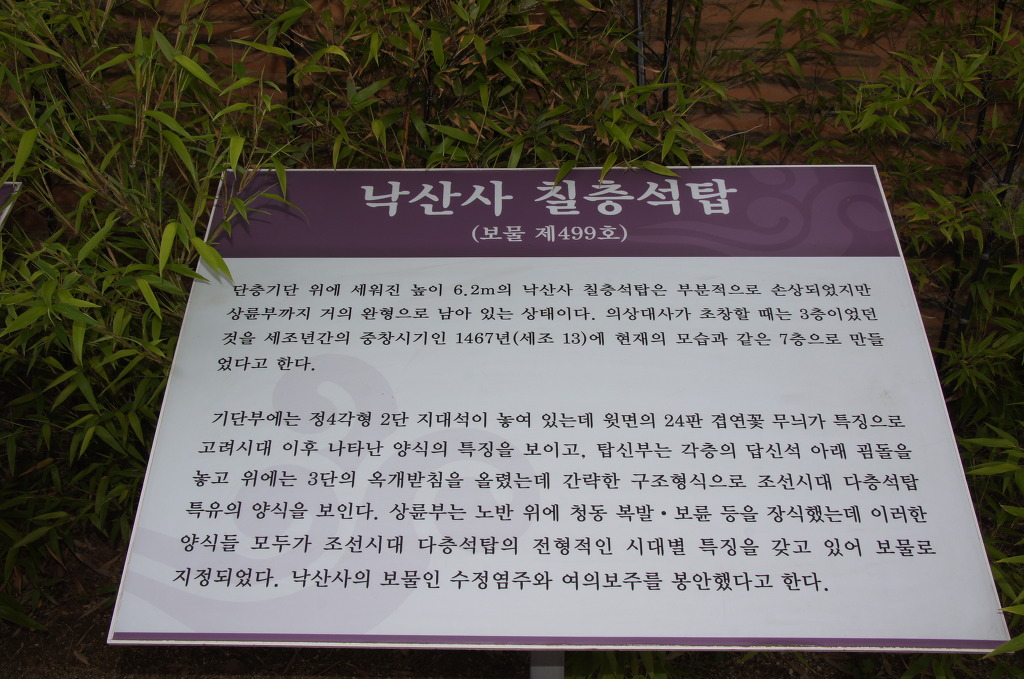 낙산사 칠층석탑
(보물 제499호)
단층기단 위에 세워진 높이 6.2m의 낙산사 칠층석탑은 부분적으로 손상되었지만
상륜부까지 거의 완형으로 남아 있는 상태이다. 의상대사가 초창할 때는 3층이었던
것을 세조년간의 중창시기인 1467년(세조 13)에 현재의 모습과 같은 7층으로 만들
었다고 한다.
기단부에는 정4각형 2단 지대석이 놓여 있는데 윗면의 24판 겹연꽃 무늬가 특징으로
고려시대 이후 나타난 양식의 특징을 보이고, 탑신부는 각층의 답신석 아래 굄돌을
놓고 위에는 3단의 옥개받침을 올렸는데 간략한 구조형식으로 조선시대 다층석탑
특유의 양식을 보인다. 상륜부는 노반 위에 청동 복발·보륜 등을 장식했는데 이러한
양식들 모두가 조선시대 다층석탑의 전형적인 시대별 특징을 갖고 있어 보물로
지정되었다. 낙산사의 보물인 수정염주와 여의보주를 봉안했다고 한다.